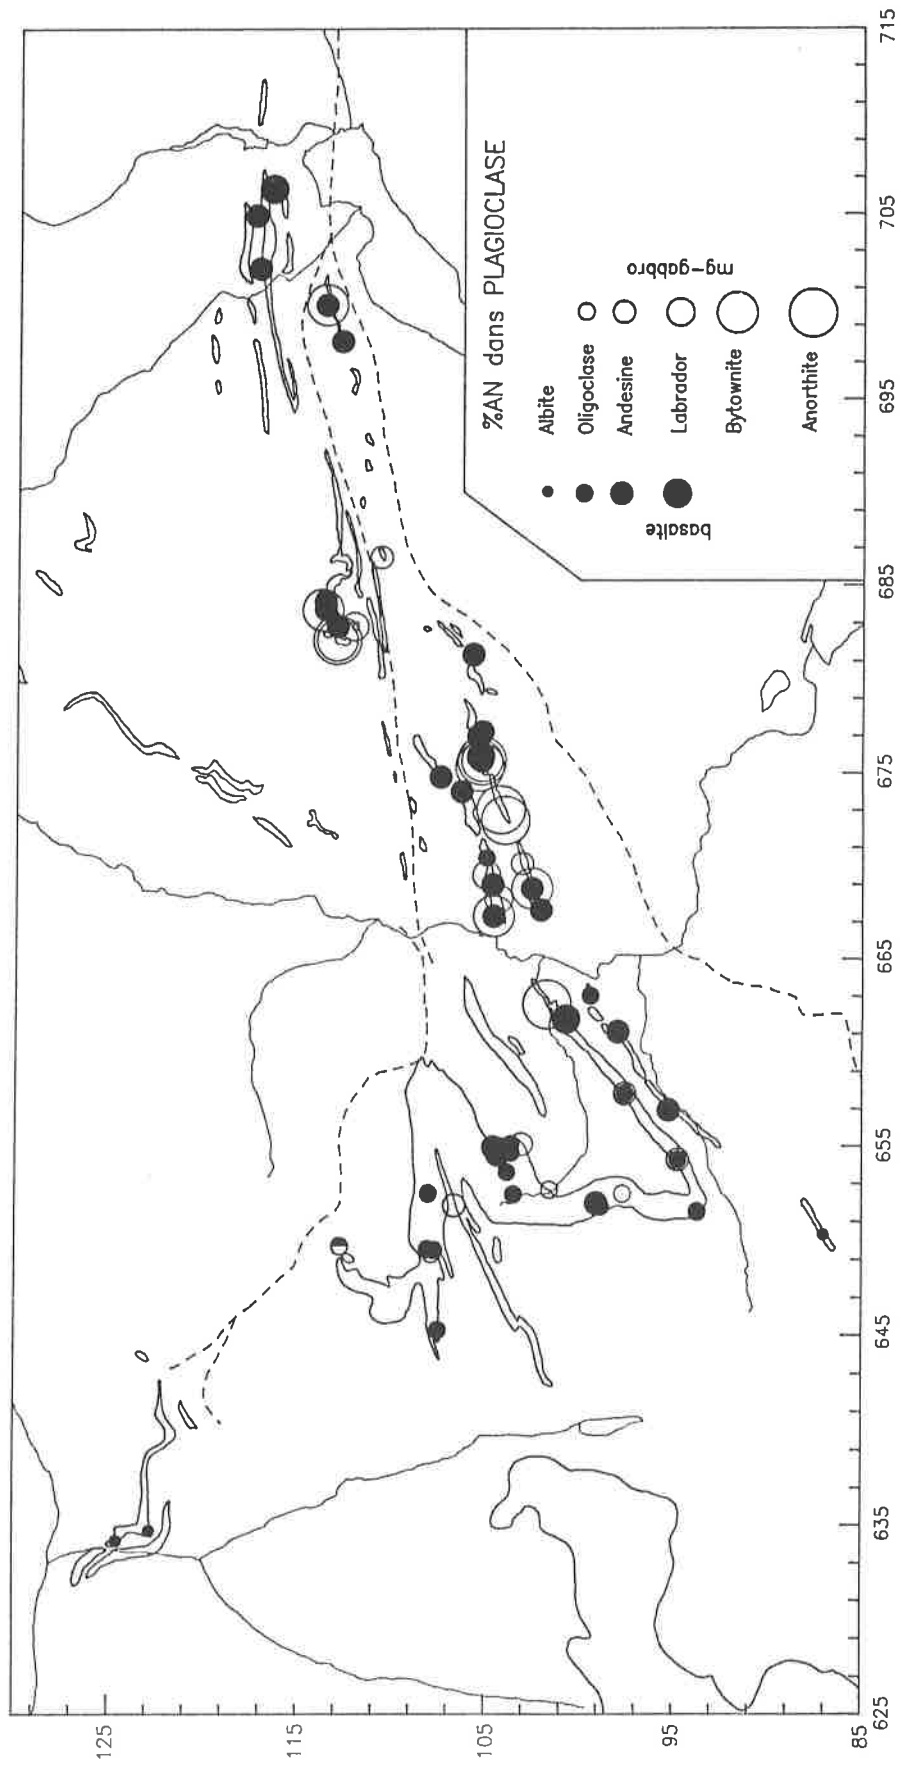 %AN dans PLAGIOCLASE
Albite
Oligoclase
Andesine
Labrador
Bytownite
Anorthite
basalte
mg-gabbro
125
115
105
95
85
625
635
645
655
665
675
685
695
705
715